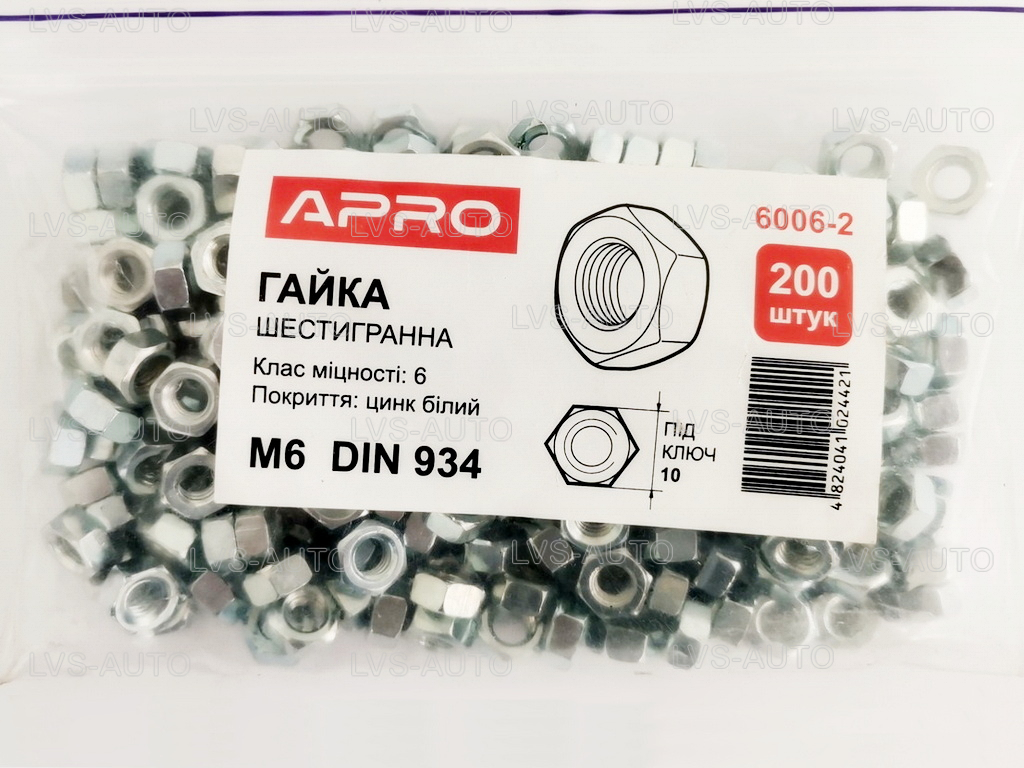 APRO
6006-2
ГАЙКА
ШЕСТИГРАННА
200
штук
Клас міцності: 6
Покриття: цинк білий
M6 DIN 934
ПІД
КЛЮЧ
10
4 824041 024421
LVS-AUTO